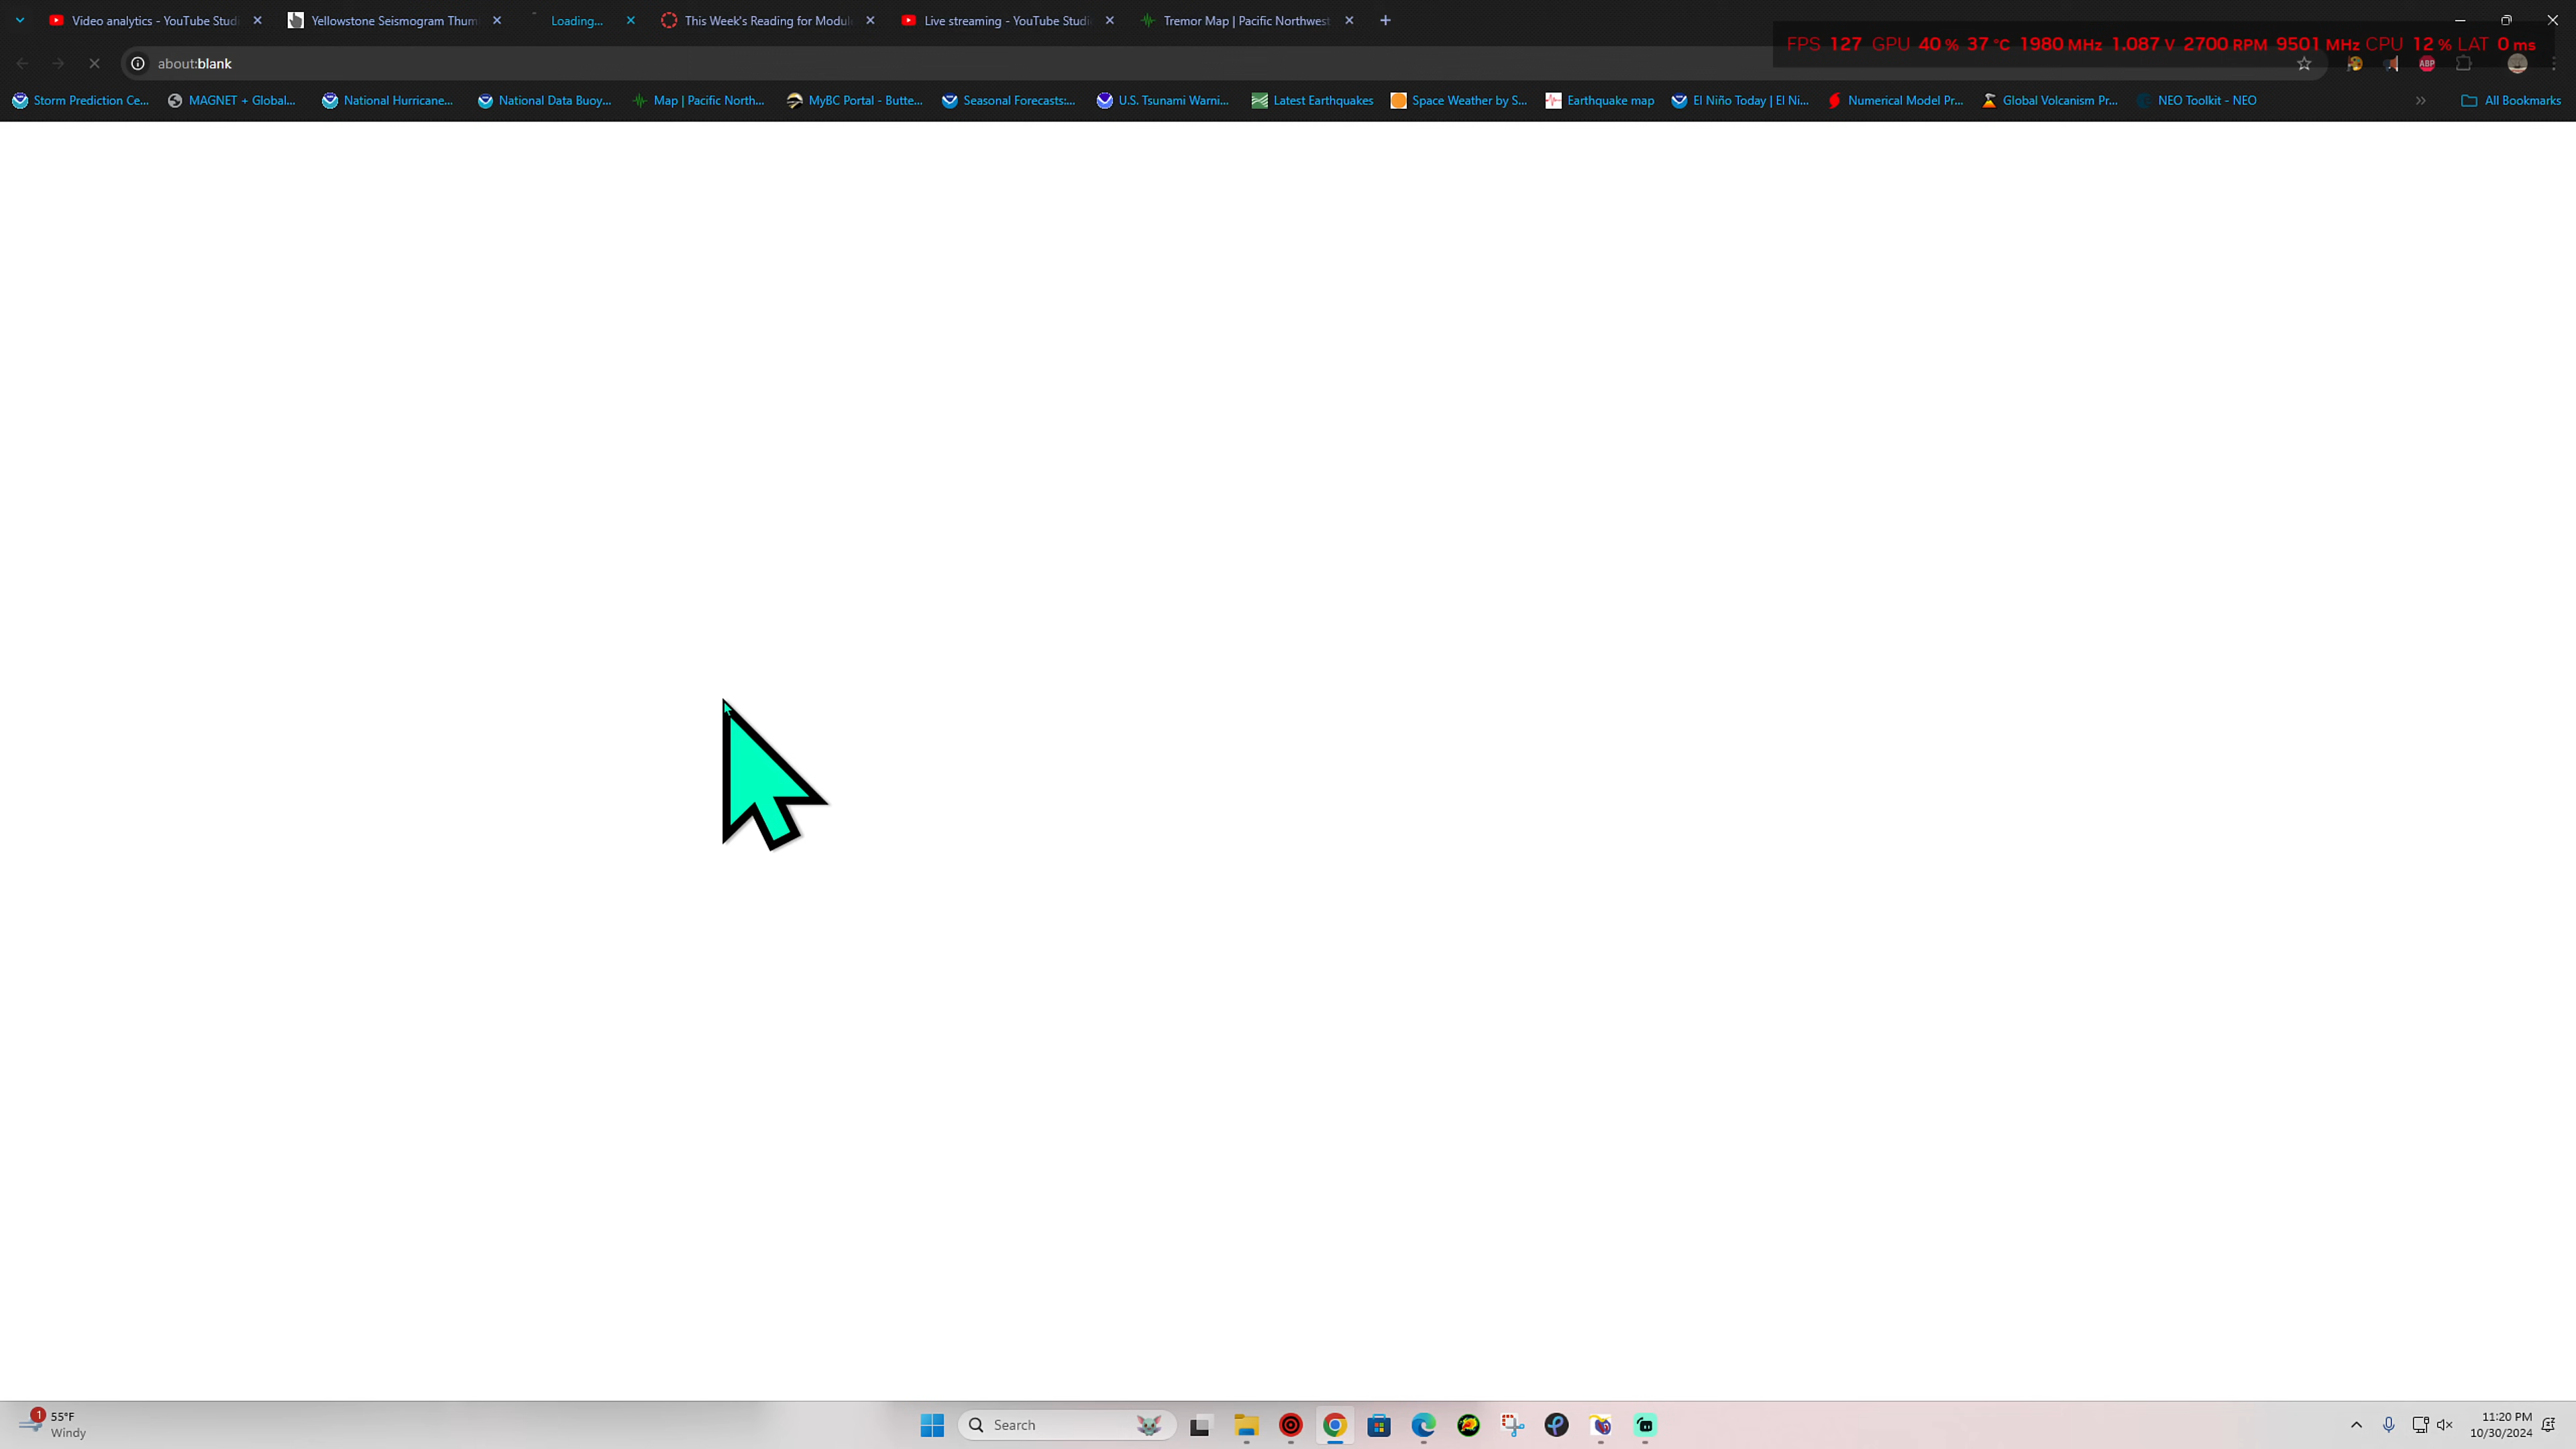 Video analytics - YouTube Studi
Yellowstone Seismogram Thum
Loading...
This Week's Reading for Modul
Live streaming - YouTube Studi
Tremor Map | Pacific Northwest
FPS 127 GPU 40 % 37 °C 1980 MHz 1.087 V 2700 RPM 9501 MHz CPU 12 % LAT 0 ms
about:blank
ABP
Storm Prediction Ce...
MAGNET + Global...
National Hurricane...
National Data Buoy...
Map | Pacific North...
MyBC Portal - Butte...
Seasonal Forecasts:...
U.S. Tsunami Warni...
Latest Earthquakes
Space Weather by S...
Earthquake map
El Niño Today | El Ni...
Numerical Model Pr...
Global Volcanism Pr...
NEO Toolkit - NEO
All Bookmarks
1
55°F
Windy
Search
11:20 PM
10/30/2024